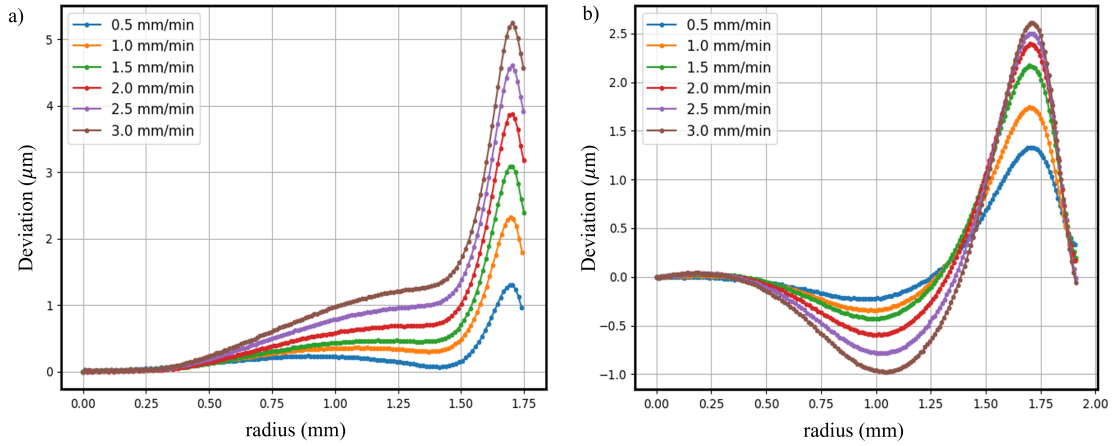 a)
0.5 mm/min
1.0 mm/min
1.5 mm/min
2.0 mm/min
2.5 mm/min
3.0 mm/min
Deviation (μm)
5
4
3
2
1
0
0.00 0.25 0.50 0.75 1.00 1.25 1.50 1.75
radius (mm)
b)
0.5 mm/min
1.0 mm/min
1.5 mm/min
2.0 mm/min
2.5 mm/min
3.0 mm/min
Deviation (μm)
2.5
2.0
1.5
1.0
0.5
0.0
−0.5
−1.0
0.00 0.25 0.50 0.75 1.00 1.25 1.50 1.75 2.00
radius (mm)